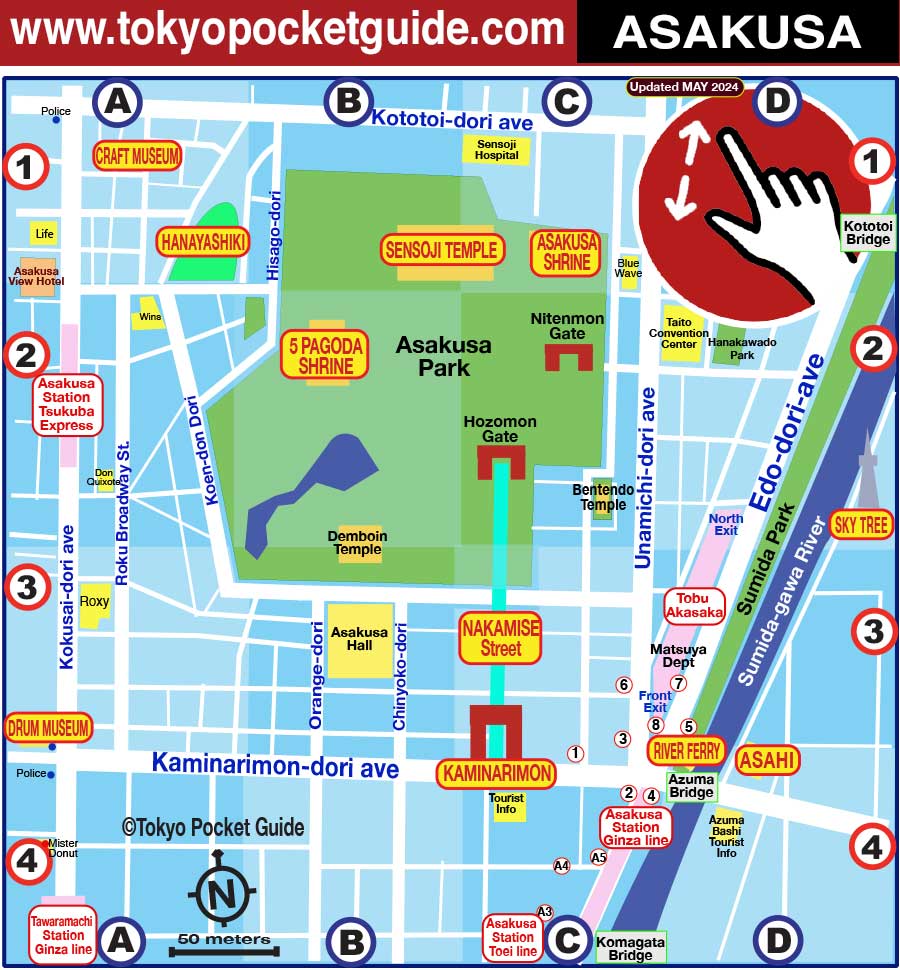 www.tokyopocketguide.com
ASAKUSA
Updated MAY 2024
A
B
C
D
Police
Kototoi-dori ave
1
CRAFT MUSEUM
Sensoji
Hospital
1
Hisago-dori
Life
HANAYASHIKI
SENSOJI TEMPLE
ASAKUSA
SHRINE
Kototoi
Bridge
Asakusa
View Hotel
Blue
Wave
Wins
2
5 PAGODA
SHRINE
Asakusa
Park
Nitenmon
Gate
Taito
Convention
Center
Hanakawado
Park
2
Asakusa
Station
Tsukuba
Express
Koen-don Dori
Hozomon
Gate
Unamichi-dori ave
Edo-dori-ave
Don
Quixote
Roku Broadway St.
Bentendo
Temple
North
Exit
SKY TREE
Demboin
Temple
Sumida Park
Sumida-gawa River
3
Kokusai-dori ave
Roxy
Asakusa
Hall
Orange-dori
Chinyoko-dori
NAKAMISE
Street
Tobu
Akasaka
3
Matsuya
Dept
6
7
Front
Exit
DRUM MUSEUM
8
5
3
1
RIVER FERRY
ASAHI
Police
Kaminarimon-dori ave
KAMINARIMON
Azuma
Bridge
Tourist
Info
2
4
©Tokyo Pocket Guide
Asakusa
Station
Ginza line
Azuma
Bashi
Tourist
Info
4
Mister
Donut
A4
A5
4
N
50 meters
Tawaramachi
Station
Ginza line
A
B
A3
Asakusa
Station
Toei line
C
Komagata
Bridge
D